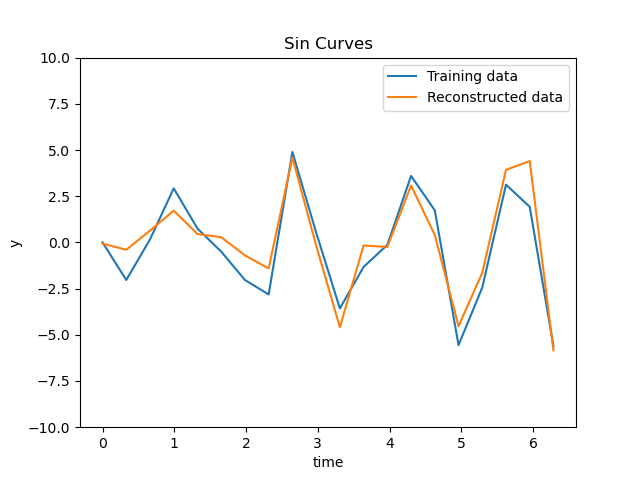 Sin Curves
Training data
Reconstructed data
10.0
7.5
5.0
2.5
0.0
−2.5
−5.0
−7.5
−10.0
y
0 1 2 3 4 5 6
time